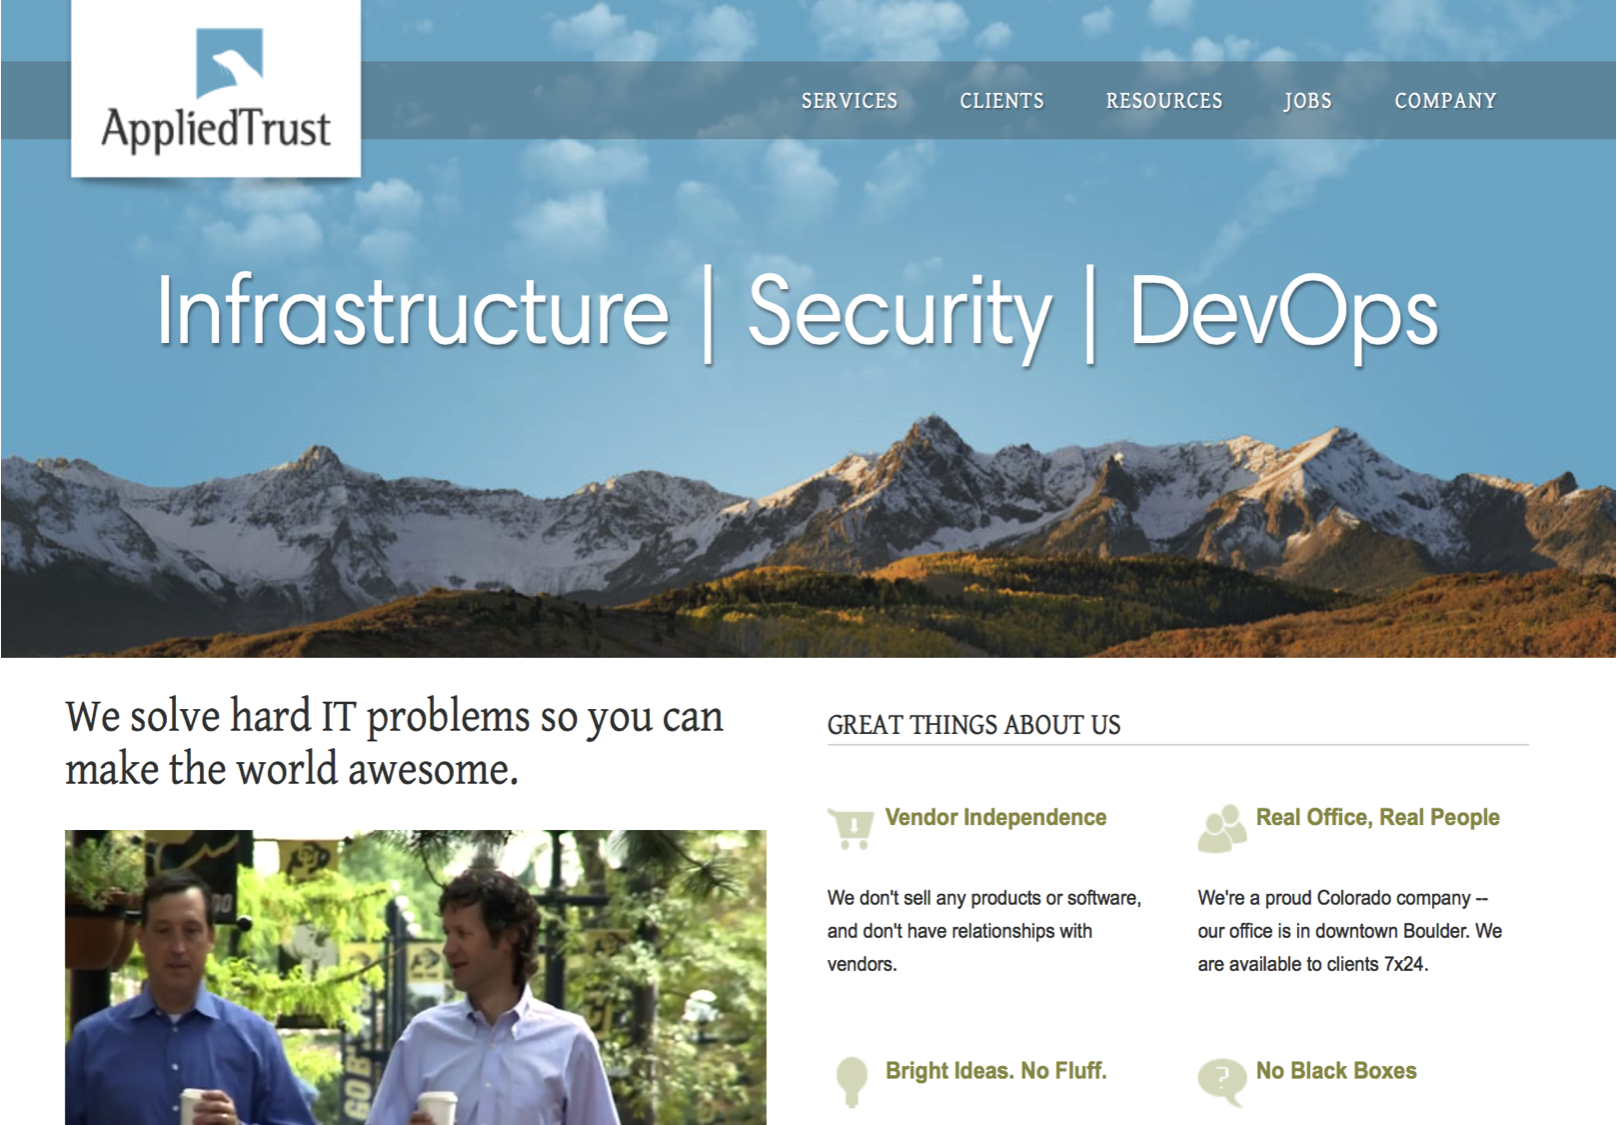 AppliedTrust
SERVICES CLIENTS RESOURCES JOBS COMPANY
Infrastructure | Security | DevOps
We solve hard IT problems so you can
make the world awesome.
GO B
GREAT THINGS ABOUT US
Vendor Independence
We don't sell any products or software,
and don't have relationships with
vendors.
Real Office, Real People
We're a proud Colorado company --
our office is in downtown Boulder. We
are available to clients 7x24.
Bright Ideas. No Fluff.
?
No Black Boxes